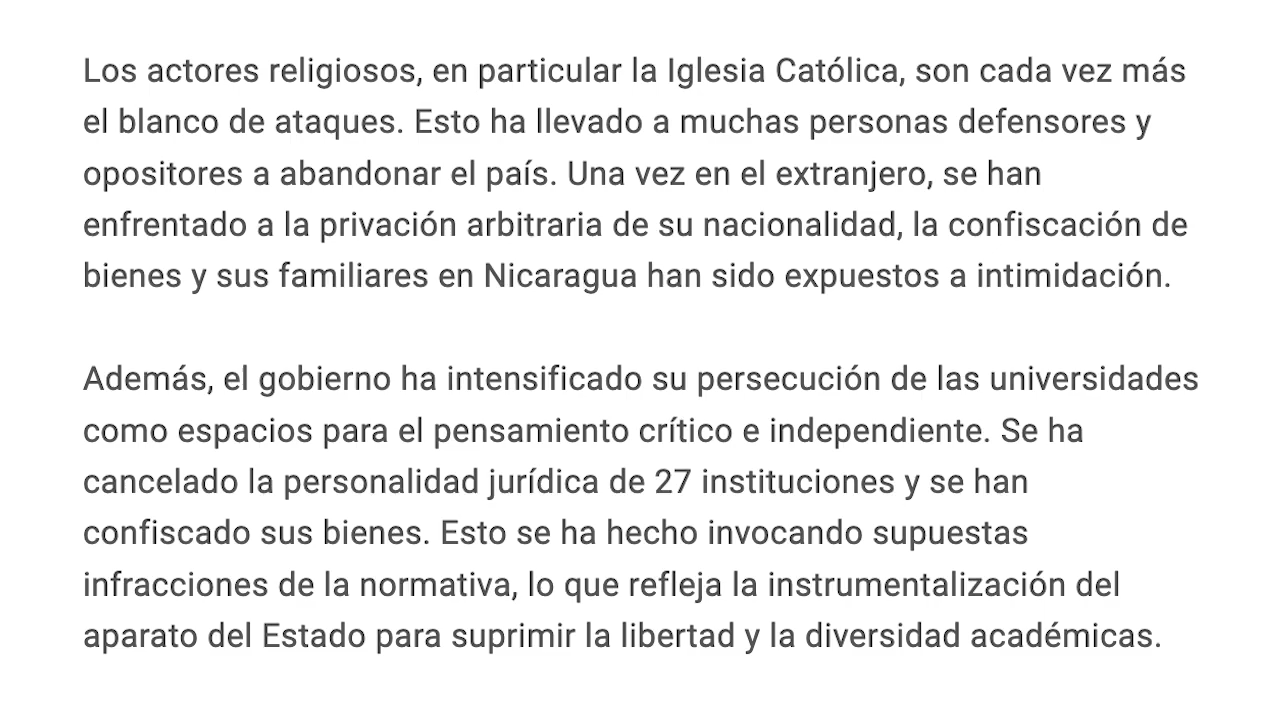 Los actores religiosos, en particular la Iglesia Católica, son cada vez más
el blanco de ataques. Esto ha llevado a muchas personas defensores y
opositores a abandonar el país. Una vez en el extranjero, se han
enfrentado a la privación arbitraria de su nacionalidad, la confiscación de
bienes y sus familiares en Nicaragua han sido expuestos a intimidación.
Además, el gobierno ha intensificado su persecución de las universidades
como espacios para el pensamiento crítico e independiente. Se ha
cancelado la personalidad jurídica de 27 instituciones y se han
confiscado sus bienes. Esto se ha hecho invocando supuestas
infracciones de la normativa, lo que refleja la instrumentalización del
aparato del Estado para suprimir la libertad y la diversidad académicas.